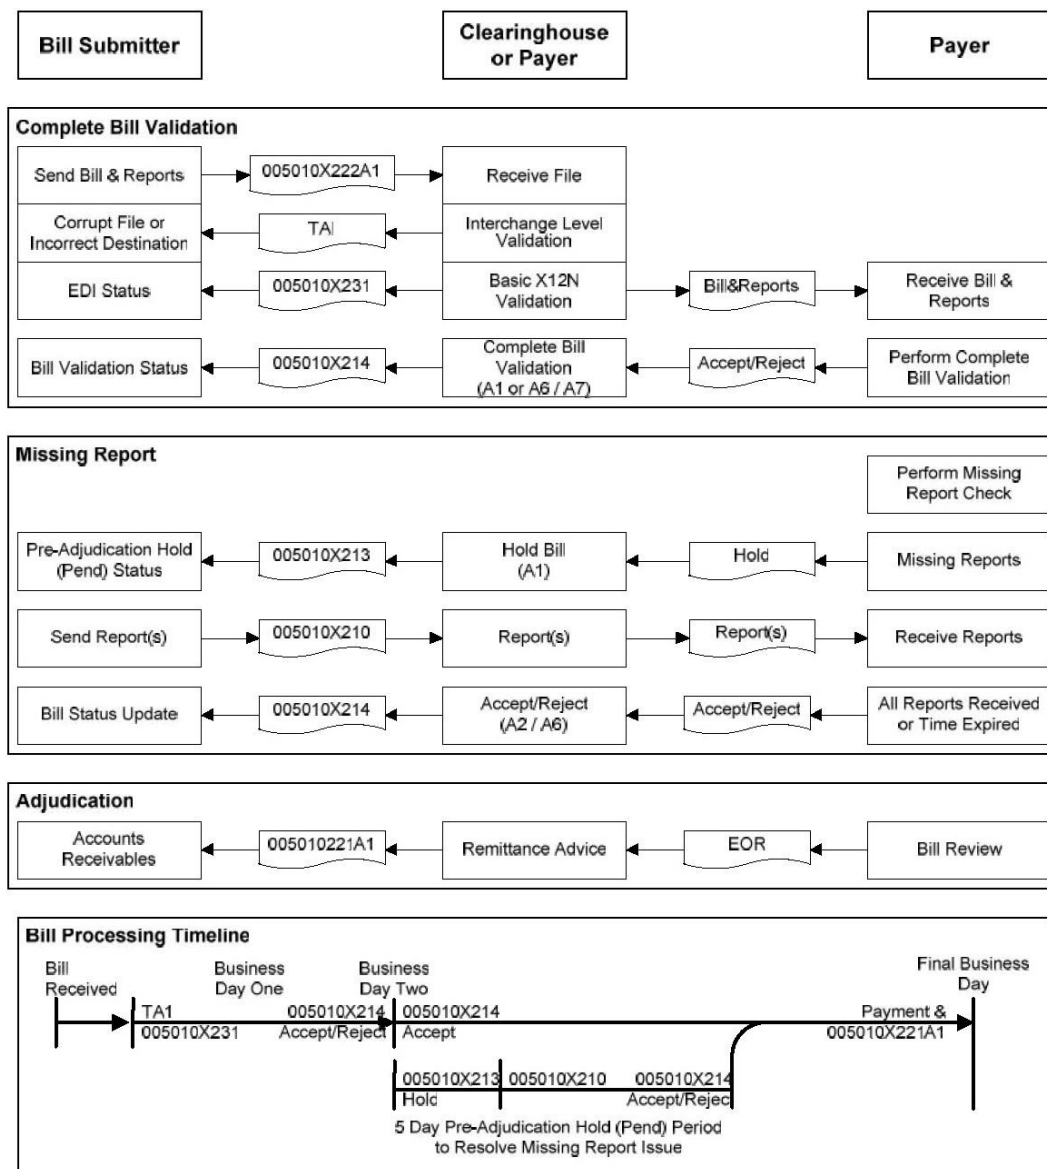 Bill Submitter
Clearinghouse
or Payer
Payer
Complete Bill Validation
Send Bill & Reports
005010X222A1
Receive File
Corrupt File or
Incorrect Destination
TAI
Interchange Level
Validation
EDI Status
005010X231
Basic X12N
Validation
Bill&Reports
Receive Bill &
Reports
Bill Validation Status
005010X214
Complete Bill
Validation
(A1 or A6 / A7)
Accept/Reject
Perform Complete
Bill Validation
Missing Report
Perform Missing
Report Check
Pre-Adjudication Hold
(Pend) Status
005010X213
Hold Bill
(A1)
Hold
Missing Reports
Send Report(s)
005010X210
Report(s)
Report(s)
Receive Reports
Bill Status Update
005010X214
Accept/Reject
(A2 / A6)
Accept/Reject
All Reports Received
or Time Expired
Adjudication
Accounts
Receivables
005010221A1
Remittance Advice
EOR
Bill Review
Bill Processing Timeline
Bill
Received
Business
Day One
Business
Day Two
Final Business
Day
TA1
005010X231
005010X214
Accept/Reject
005010X214
Accept
Payment &
005010X221A1
005010X213
Hold
005010X210
005010X214
Accept/Rejec
5 Day Pre-Adjudication Hold (Pend) Period
to Resolve Missing Report Issue